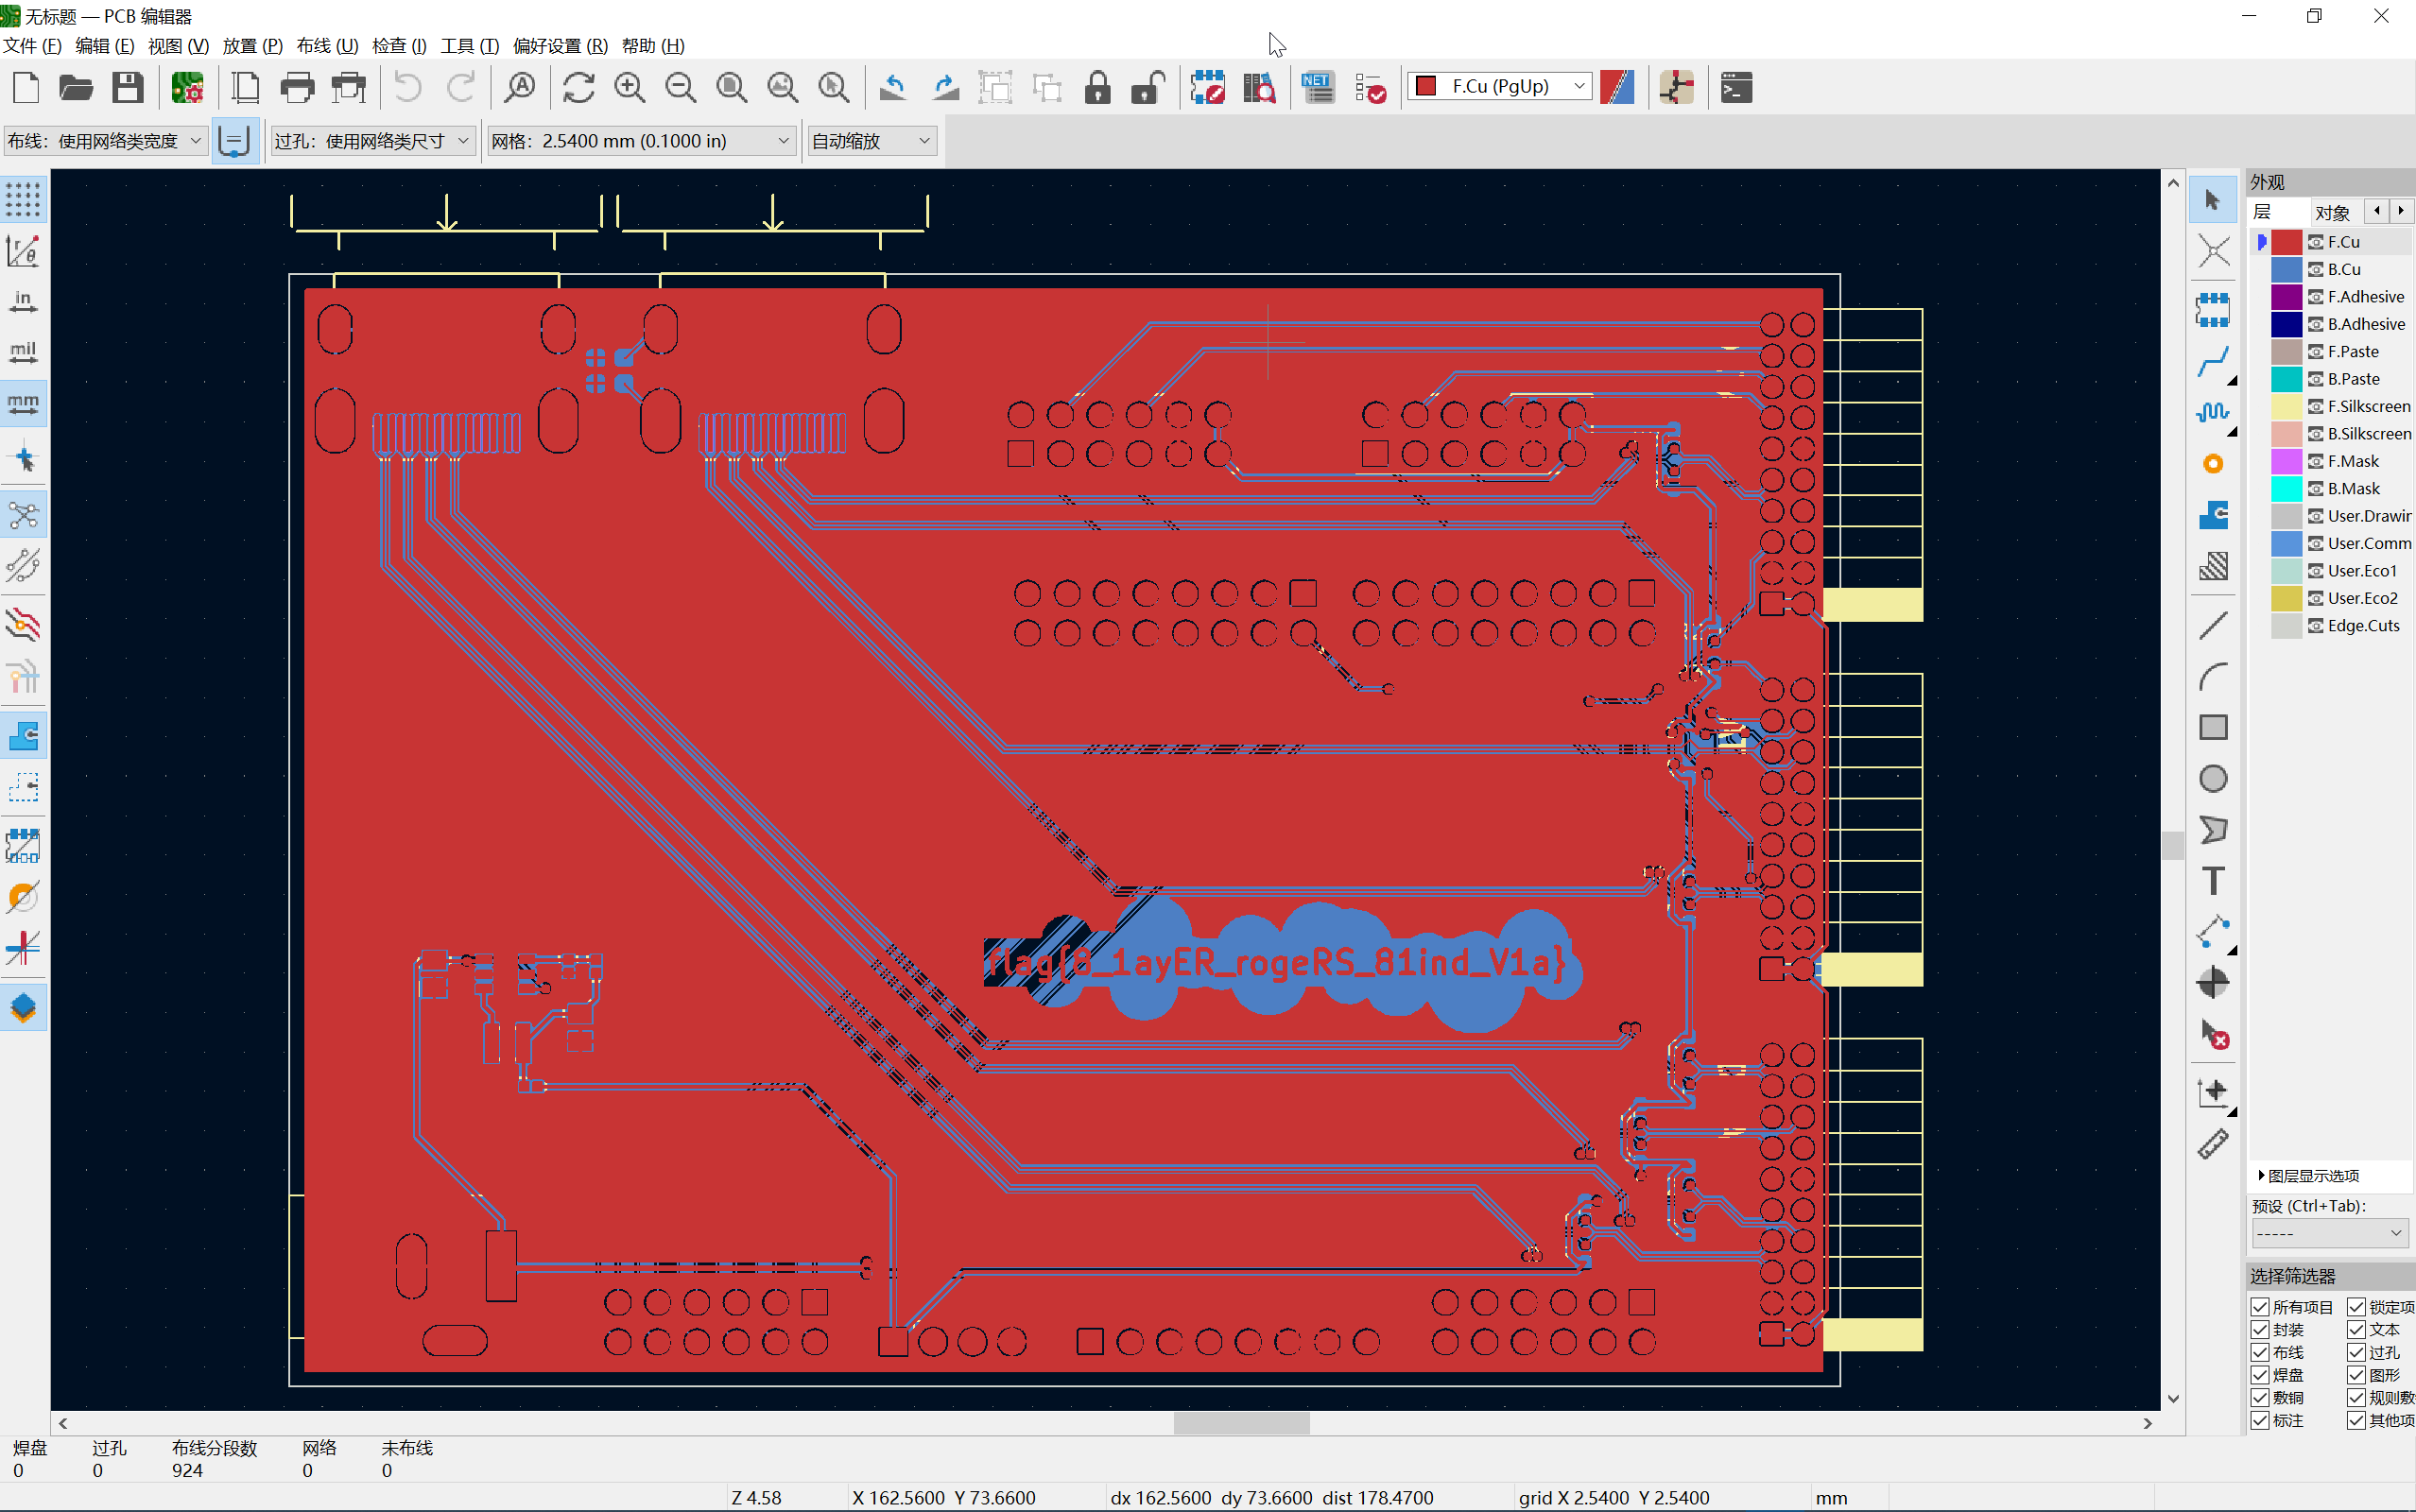 无标题 — PCB 编辑器
文件 (F) 编辑 (E) 视图 (V) 放置 (P) 布线 (U) 检查 (I) 工具 (T) 偏好设置 (R) 帮助 (H)
NET
F.Cu (PgUp)
布线：使用网络类宽度
过孔：使用网络类尺寸
网格：2.5400 mm (0.1000 in)
自动缩放
in
mil
mm
flag{8_1ayER_rogeRS_81ind_V1a}
外观
层 对象
F.Cu
B.Cu
F.Adhesive
B.Adhesive
F.Paste
B.Paste
F.Silkscreen
B.Silkscreen
F.Mask
B.Mask
User.Drawin
User.Comm
User.Eco1
User.Eco2
Edge.Cuts
图层显示选项
预设 (Ctrl+Tab)：
-----
选择筛选器
所有项目 锁定项
封装 文本
布线 过孔
焊盘 图形
敷铜 规则敷
标注 其他项
焊盘 过孔 布线分段数 网络 未布线
0 0 924 0 0
Z 4.58 X 162.5600 Y 73.6600 dx 162.5600 dy 73.6600 dist 178.4700 grid X 2.5400 Y 2.5400 mm